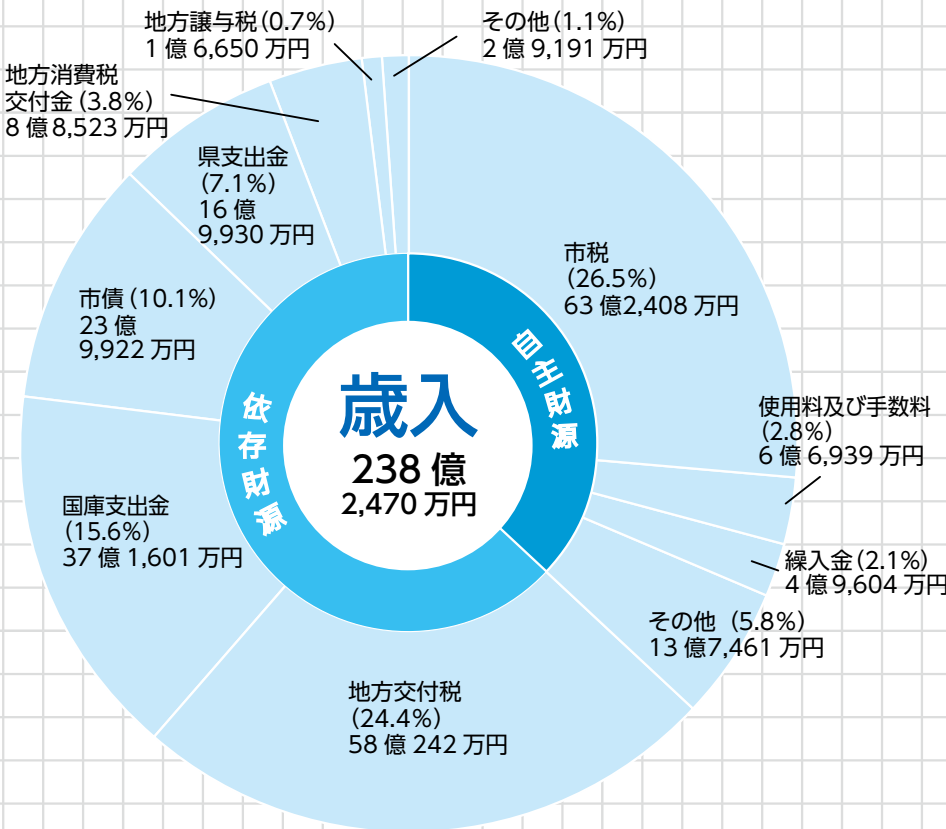 地方譲与税(0.7%)
1億6,650万円
その他(1.1%)
2億9,191万円
地方消費税
交付金(3.8%)
8億8,523万円
県支出金
(7.1%)
16億
9,930万円
市税
(26.5%)
63億2,408万円
市債(10.1%)
23億
9,922万円
自主財源
歳入
238億
2,470万円
依存財源
使用料及び手数料
(2.8%)
6億6,939万円
国庫支出金
(15.6%)
37億1,601万円
繰入金(2.1%)
4億9,604万円
その他 (5.8%)
13億7,461万円
地方交付税
(24.4%)
58億242万円